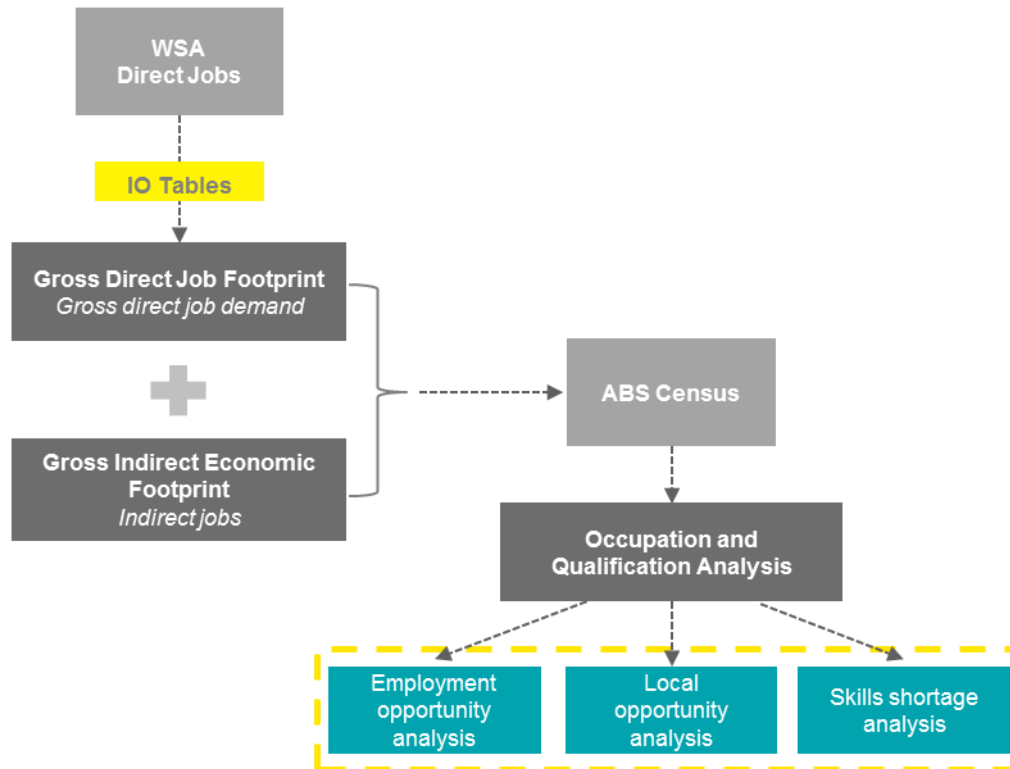 WSA
Direct Jobs
IO Tables
Gross Direct Job Footprint
Gross direct job demand
Gross Indirect Economic
Footprint
Indirect jobs
ABS Census
Occupation and
Qualification Analysis
Employment
opportunity
analysis
Local
opportunity
analysis
Skills shortage
analysis